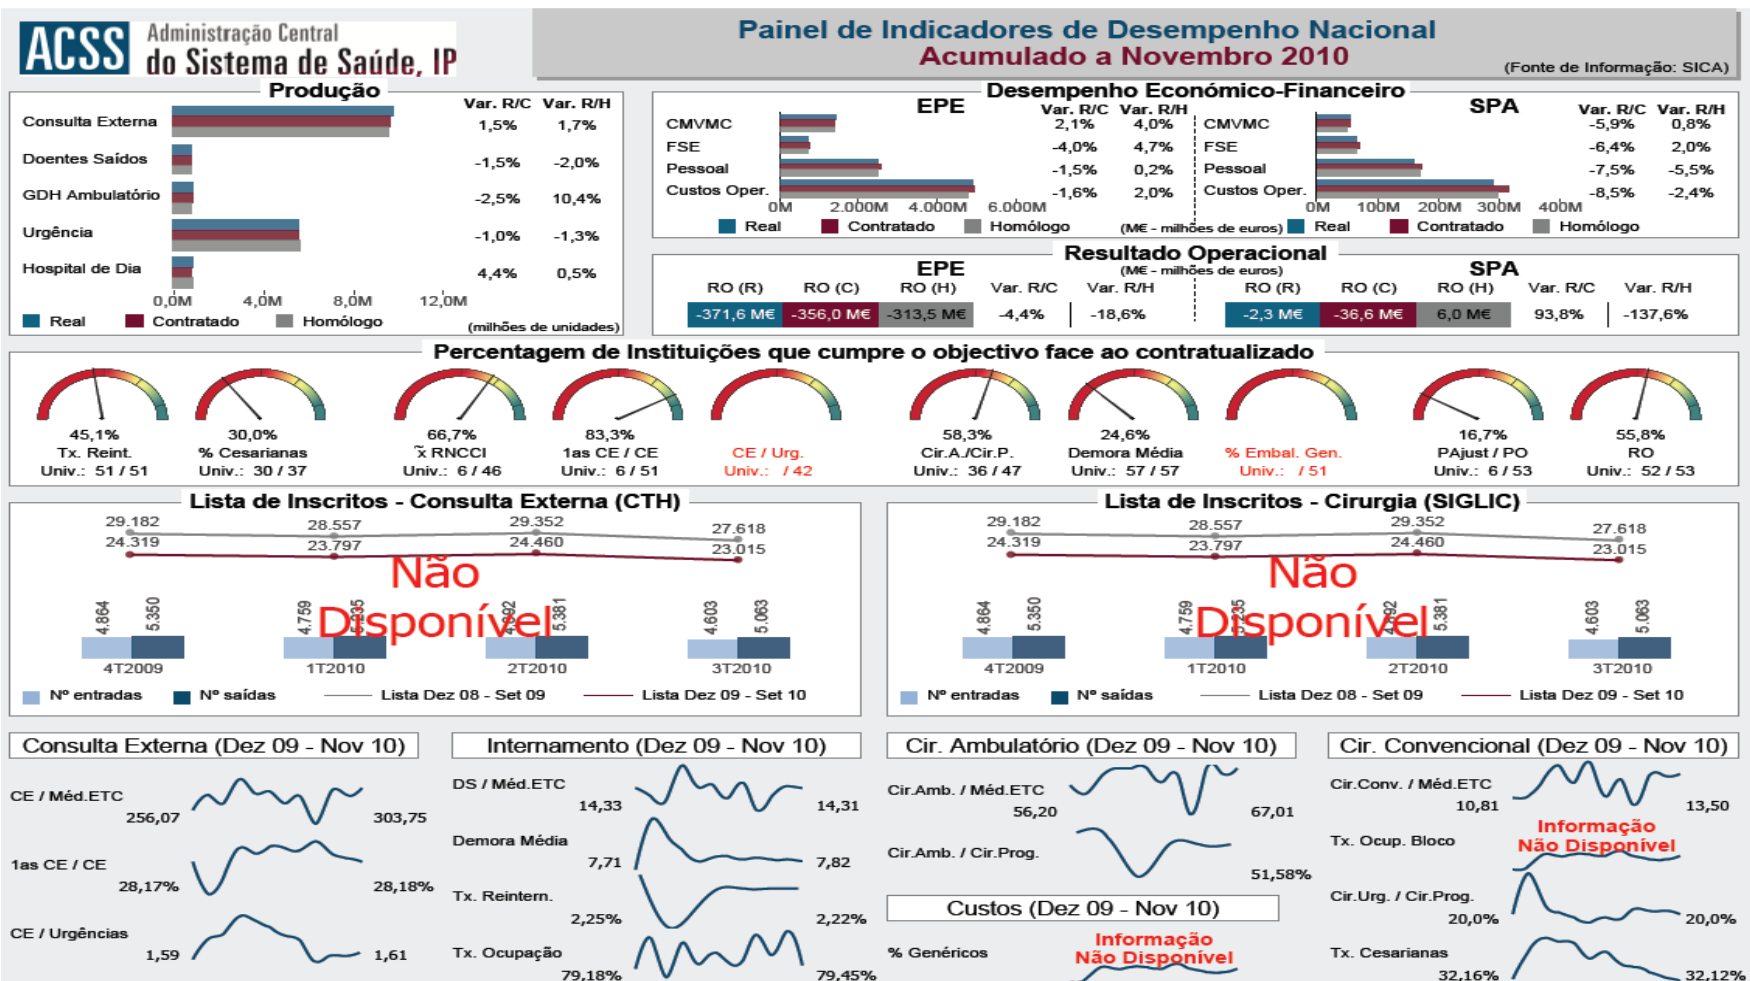 ACSS Administração Central
do Sistema de Saúde, IP
Painel de Indicadores de Desempenho Nacional
Acumulado a Novembro 2010
(Fonte de Informação: SICA)
Produção
Var. R/C Var. R/H
Consulta Externa 1,5% 1,7%
Doentes Saídos -1,5% -2,0%
GDH Ambulatório -2,5% 10,4%
Urgência -1,0% -1,3%
Hospital de Dia 4,4% 0,5%
0,0M 4,0M 8,0M 12,0M
Real Contratado Homólogo (milhões de unidades)
Desempenho Económico-Financeiro
EPE Var. R/C Var. R/H
CMVMC 2,1% 4,0%
FSE -4,0% 4,7%
Pessoal -1,5% 0,2%
Custos Oper. -1,6% 2,0%
0M 2.000M 4.000M 6.000M
Real Contratado Homólogo (M€ - milhões de euros)
SPA Var. R/C Var. R/H
CMVMC -5,9% 0,8%
FSE -6,4% 2,0%
Pessoal -7,5% -5,5%
Custos Oper. -8,5% -2,4%
0M 100M 200M 300M 400M
Real Contratado Homólogo
Resultado Operacional
(M€ - milhões de euros)
EPE
RO (R) RO (C) RO (H) Var. R/C Var. R/H
-371,6 M€ -356,0 M€ -313,5 M€ -4,4% -18,6%
SPA
RO (R) RO (C) RO (H) Var. R/C Var. R/H
-2,3 M€ -36,6 M€ 6,0 M€ 93,8% -137,6%
Percentagem de Instituições que cumpre o objectivo face ao contratualizado
45,1% 30,0% 66,7% 83,3% 58,3% 24,6% 16,7% 55,8%
Tx. Reint. % Cesarianas x̃ RNCCI 1as CE / CE CE / Urg. Cir.A./Cir.P. Demora Média % Embal. Gen. PAjust / PO RO
Univ.: 51 / 51 Univ.: 30 / 37 Univ.: 6 / 46 Univ.: 6 / 51 Univ.: / 42 Univ.: 36 / 47 Univ.: 57 / 57 Univ.: / 51 Univ.: 6 / 53 Univ.: 52 / 53
Lista de Inscritos - Consulta Externa (CTH)
29.182 28.557 29.352 27.618
24.319 23.797 24.460 23.015
Não
Disponível
4.864 5.350 4.759 5.235 4.892 5.381 4.603 5.063
4T2009 1T2010 2T2010 3T2010
Nº entradas Nº saídas Lista Dez 08 - Set 09 Lista Dez 09 - Set 10
Lista de Inscritos - Cirurgia (SIGLIC)
29.182 28.557 29.352 27.618
24.319 23.797 24.460 23.015
Não
Disponível
4.864 5.350 4.759 5.235 4.892 5.381 4.603 5.063
4T2009 1T2010 2T2010 3T2010
Nº entradas Nº saídas Lista Dez 08 - Set 09 Lista Dez 09 - Set 10
Consulta Externa (Dez 09 - Nov 10)
CE / Méd.ETC
256,07 303,75
1as CE / CE
28,17% 28,18%
CE / Urgências
1,59 1,61
Internamento (Dez 09 - Nov 10)
DS / Méd.ETC
14,33 14,31
Demora Média
7,71 7,82
Tx. Reintern.
2,25% 2,22%
Tx. Ocupação
79,18% 79,45%
Cir. Ambulatório (Dez 09 - Nov 10)
Cir.Amb. / Méd.ETC
56,20 67,01
Cir.Amb. / Cir.Prog.
51,58%
Custos (Dez 09 - Nov 10)
% Genéricos
Informação
Não Disponível
Cir. Convencional (Dez 09 - Nov 10)
Cir.Conv. / Méd.ETC
10,81 13,50
Tx. Ocup. Bloco
Informação
Não Disponível
Cir.Urg. / Cir.Prog.
20,0% 20,0%
Tx. Cesarianas
32,16% 32,12%